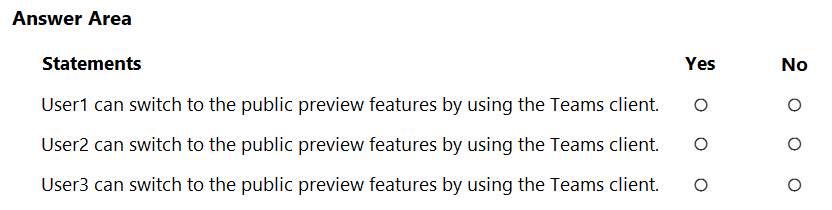 Answer Area
Statements Yes No
User1 can switch to the public preview features by using the Teams client.
User2 can switch to the public preview features by using the Teams client.
User3 can switch to the public preview features by using the Teams client.